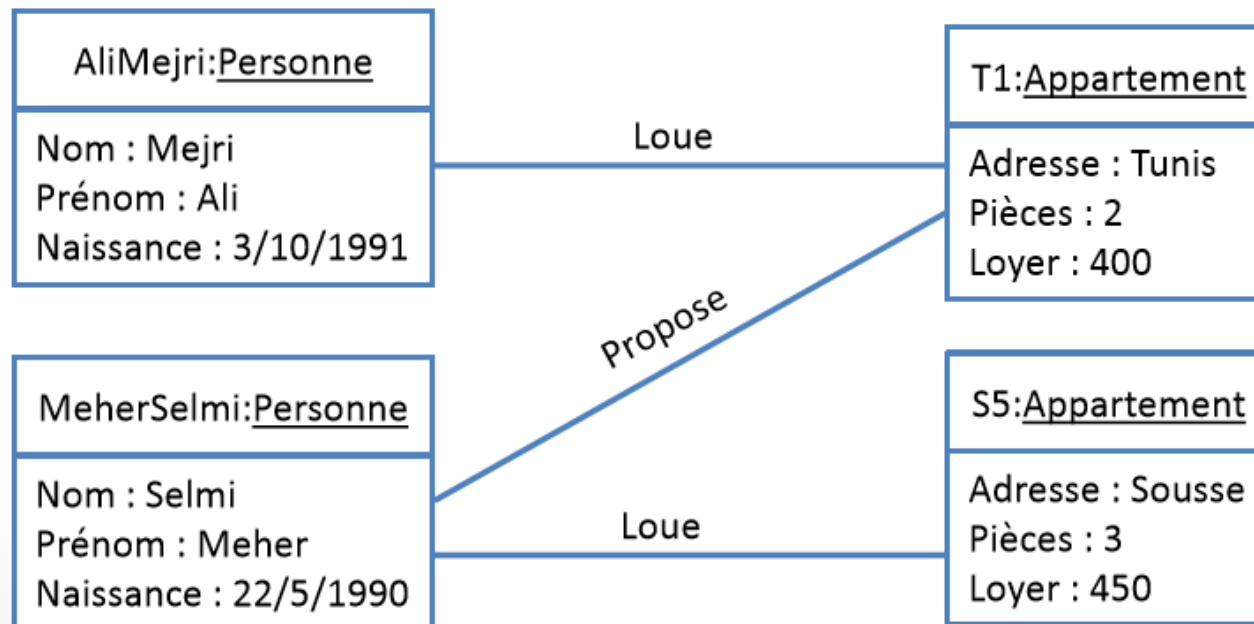 AliMejri:Personne
Nom : Mejri
Prénom : Ali
Naissance : 3/10/1991
Loue
T1:Appartement
Adresse : Tunis
Pièces : 2
Loyer : 400
Propose
MeherSelmi:Personne
Nom : Selmi
Prénom : Meher
Naissance : 22/5/1990
Loue
S5:Appartement
Adresse : Sousse
Pièces : 3
Loyer : 450